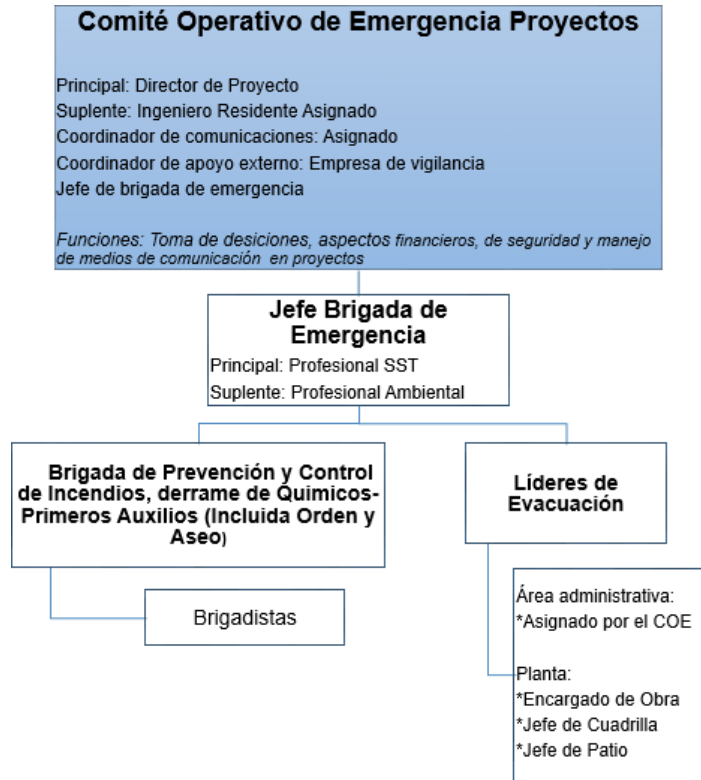 Comité Operativo de Emergencia Proyectos
Principal: Director de Proyecto
Suplente: Ingeniero Residente Asignado
Coordinador de comunicaciones: Asignado
Coordinador de apoyo externo: Empresa de vigilancia
Jefe de brigada de emergencia
Funciones: Toma de desiciones, aspectos financieros, de seguridad y manejo
de medios de comunicación en proyectos
Jefe Brigada de
Emergencia
Principal: Profesional SST
Suplente: Profesional Ambiental
Brigada de Prevención y Control
de Incendios, derrame de Quimicos-
Primeros Auxilios (Incluida Orden y
Aseo)
Brigadistas
Líderes de
Evacuación
Área administrativa:
*Asignado por el COE
Planta:
*Encargado de Obra
*Jefe de Cuadrilla
*Jefe de Patio